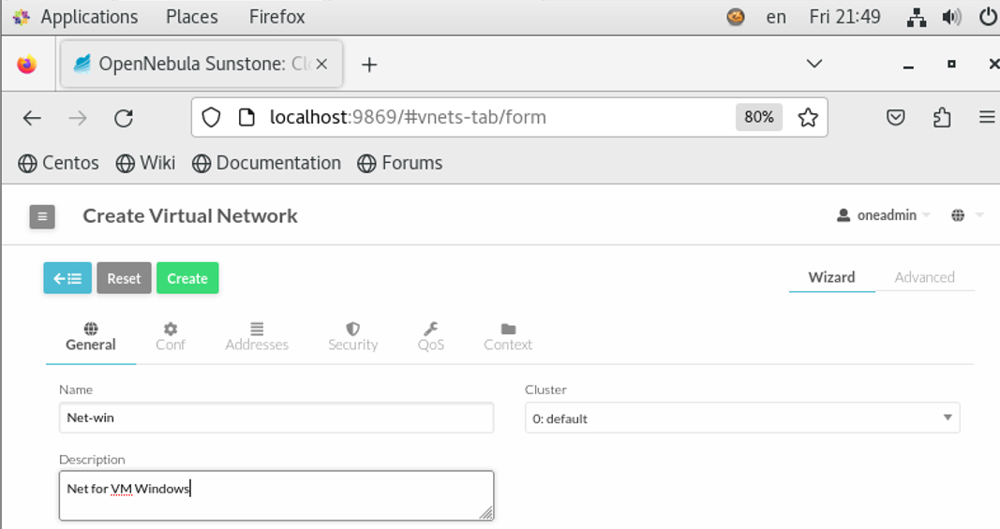 Applications Places Firefox en Fri 21:49
OpenNebula Sunstone: Cl
localhost:9869/#vnets-tab/form 80%
Centos Wiki Documentation Forums
Create Virtual Network oneadmin
Reset Create Wizard Advanced
General Conf Addresses Security QoS Context
Name Cluster
Net-win 0: default
Description
Net for VM Windows